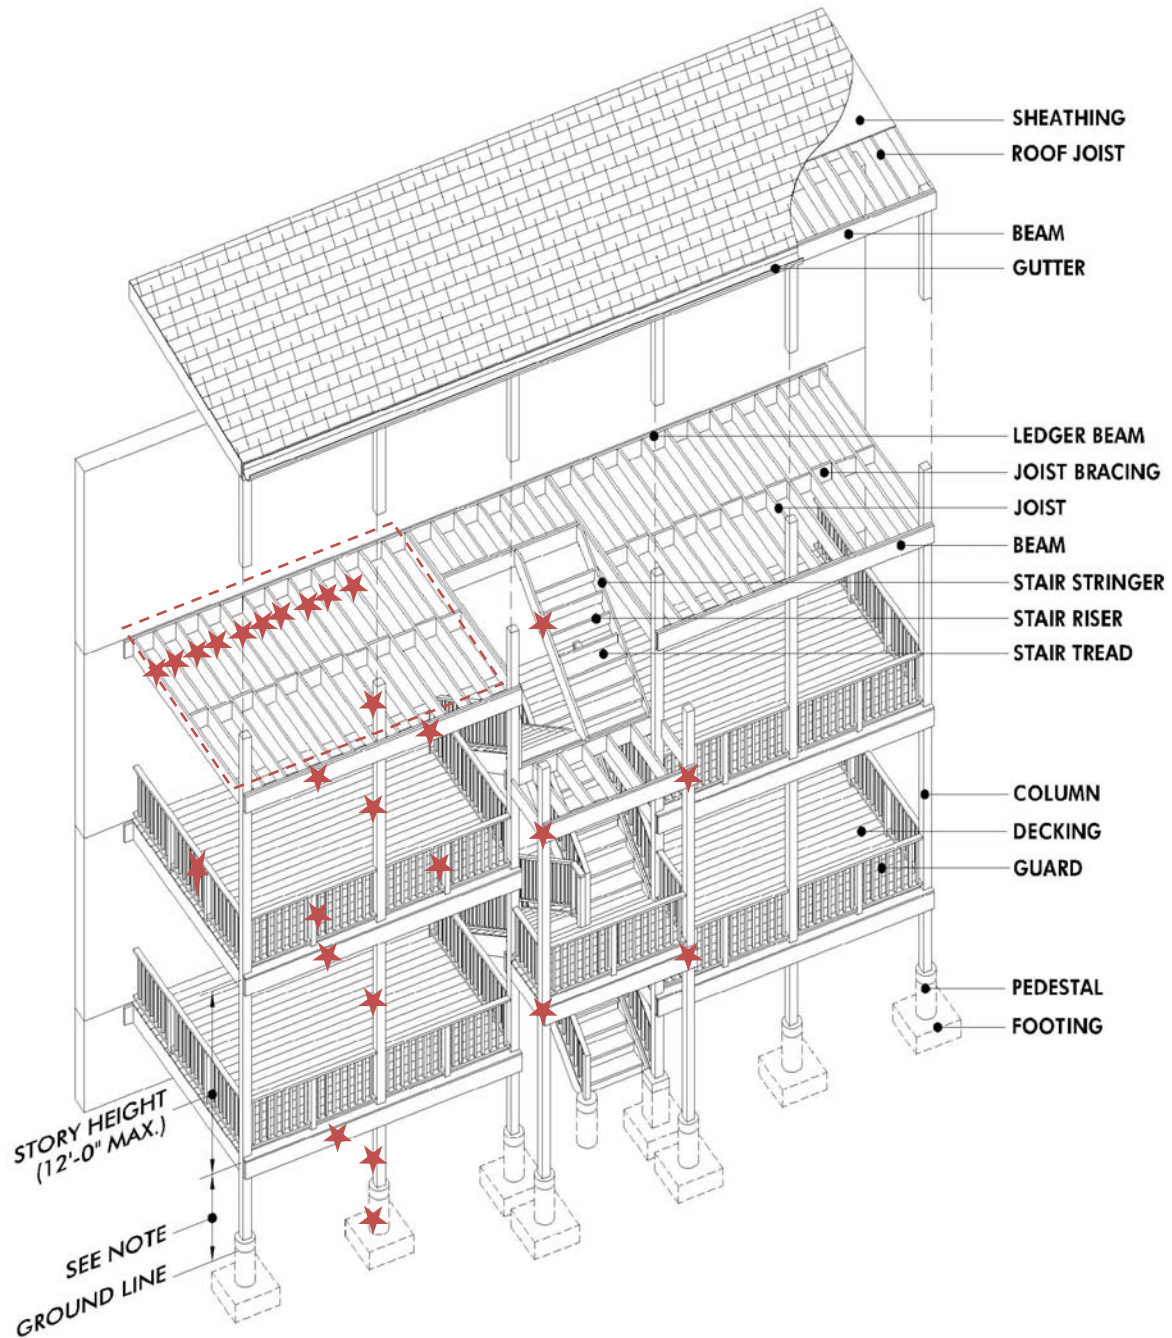 SHEATHING
ROOF JOIST
BEAM
GUTTER
LEDGER BEAM
JOIST BRACING
JOIST
BEAM
STAIR STRINGER
STAIR RISER
STAIR TREAD
COLUMN
DECKING
GUARD
PEDESTAL
FOOTING
STORY HEIGHT
(12'-0" MAX.)
SEE NOTE
GROUND LINE